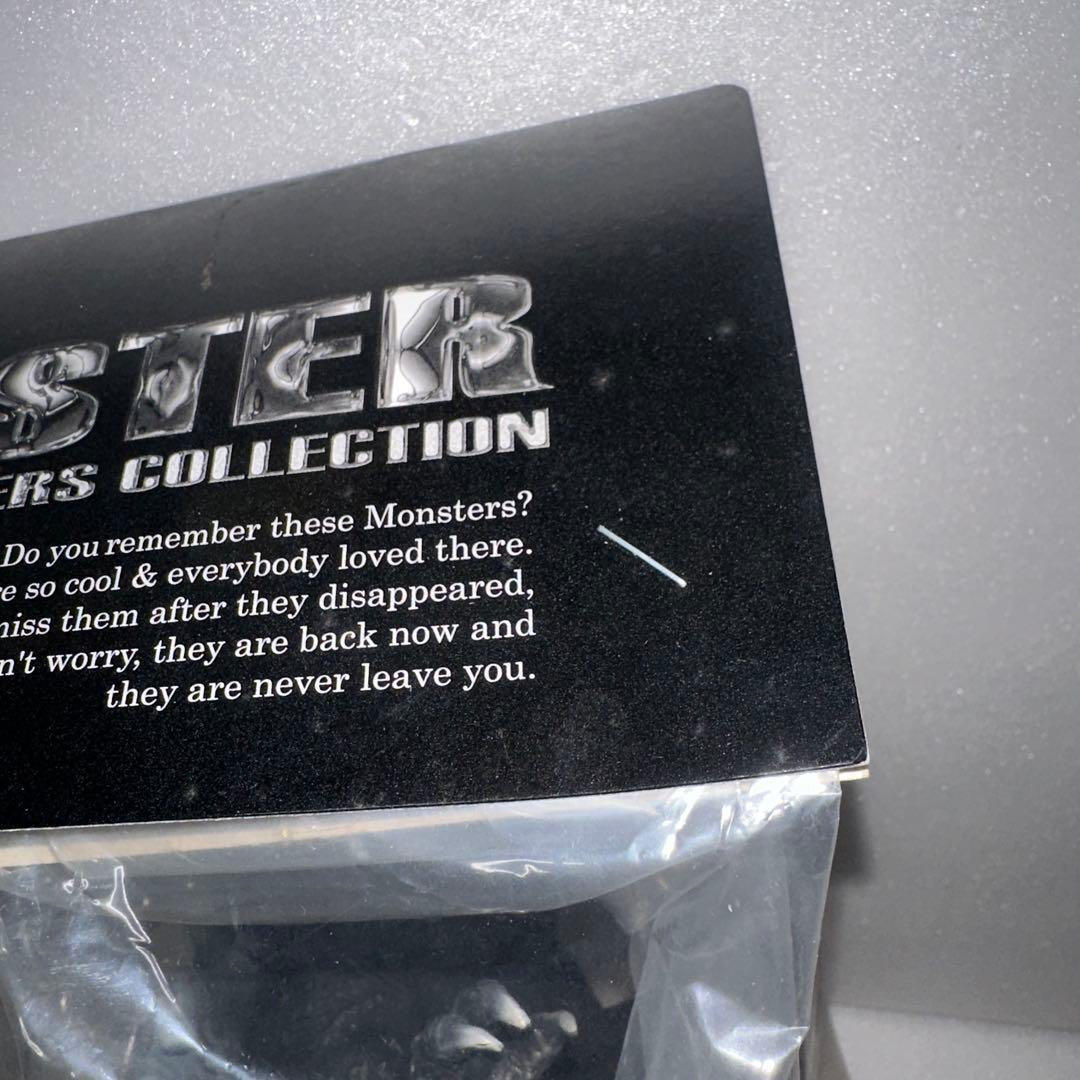 STER
ERS COLLECTION
Do you remember these Monsters?
e so cool & everybody loved there.
miss them after they disappeared,
n't worry, they are back now and
they are never leave you.